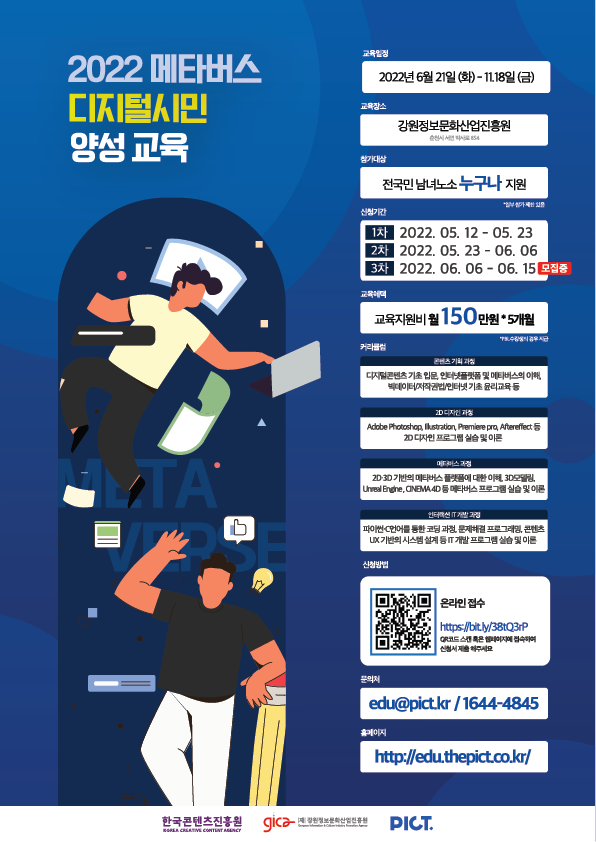 2022 메타버스
디지털시민
양성 교육
META
VERSE
교육일정
2022년 6월 21일 (화) - 11.18일 (금)
교육장소
강원정보문화산업진흥원
춘천시 서면 박사로 854
참가대상
전국민 남녀노소 누구나 지원
*일부 참가 제한 있음
신청기간
1차 2022. 05. 12 - 05. 23
2차 2022. 05. 23 - 06. 06
3차 2022. 06. 06 - 06. 15 모집중
교육혜택
교육지원비 월 150만원 * 5개월
커리큘럼
콘텐츠 기획 과정
디지털콘텐츠 기초 입문, 인터넷플랫폼 및 메타버스의 이해,
빅데이터/저작권법/인터넷 기초 윤리교육 등
2D 디자인 과정
Adobe Photoshop, Illustration, Premiere pro, Aftereffect 등
2D 디자인 프로그램 실습 및 이론
메타버스 과정
2D 3D 기반의 메타버스 플랫폼에 대한 이해, 3D모델링,
Unreal Engine, CINEMA 4D 등 메타버스 프로그램 실습 및 이론
인터랙션 IT 개발 과정
파이썬·C언어를 통한 코딩 과정, 문제해결 프로그래밍, 콘텐츠
UX 기반의 시스템 설계 등 IT 개발 프로그램 실습 및 이론
신청방법
온라인 접수
https://bit.ly/38tQ3rP
QR코드 스캔 혹은 웹페이지에 접속하여
신청서 제출 해주세요
문의처
edu@pict.kr / 1644-4845
홈페이지
http://edu.thepict.co.kr/
한국콘텐츠진흥원
KOREA CREATIVE CONTENT AGENCY
gica
(재) 강원정보문화산업진흥원
PICT.